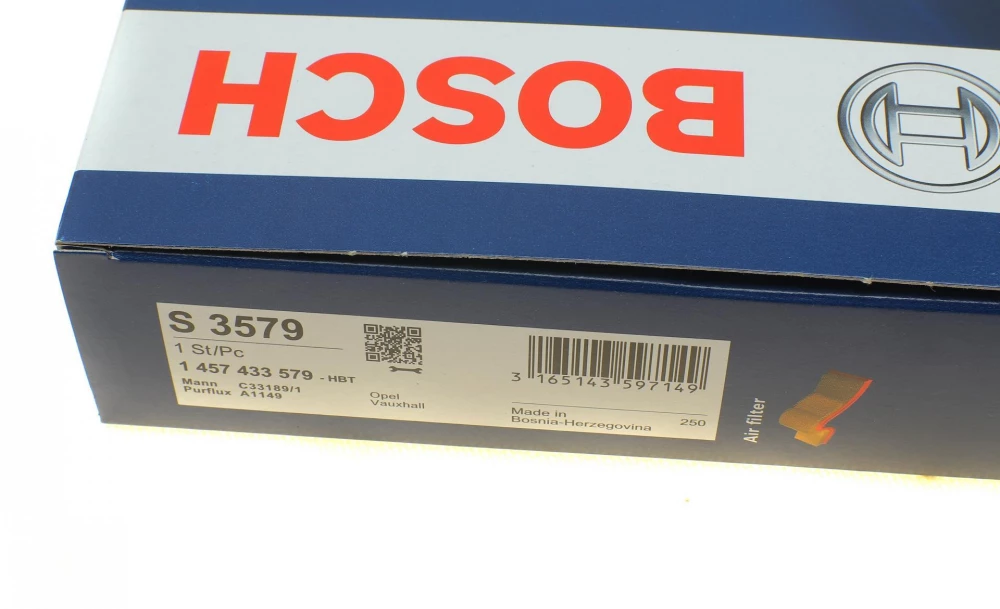 BOSCH
S 3579
1 St/Pc
1 457 433 579 - HBT
Mann C33189/1
Purflux A1149
Opel
Vauxhall
3 165143 597149
Made in
Bosnia-Herzegovina
250
Air filter